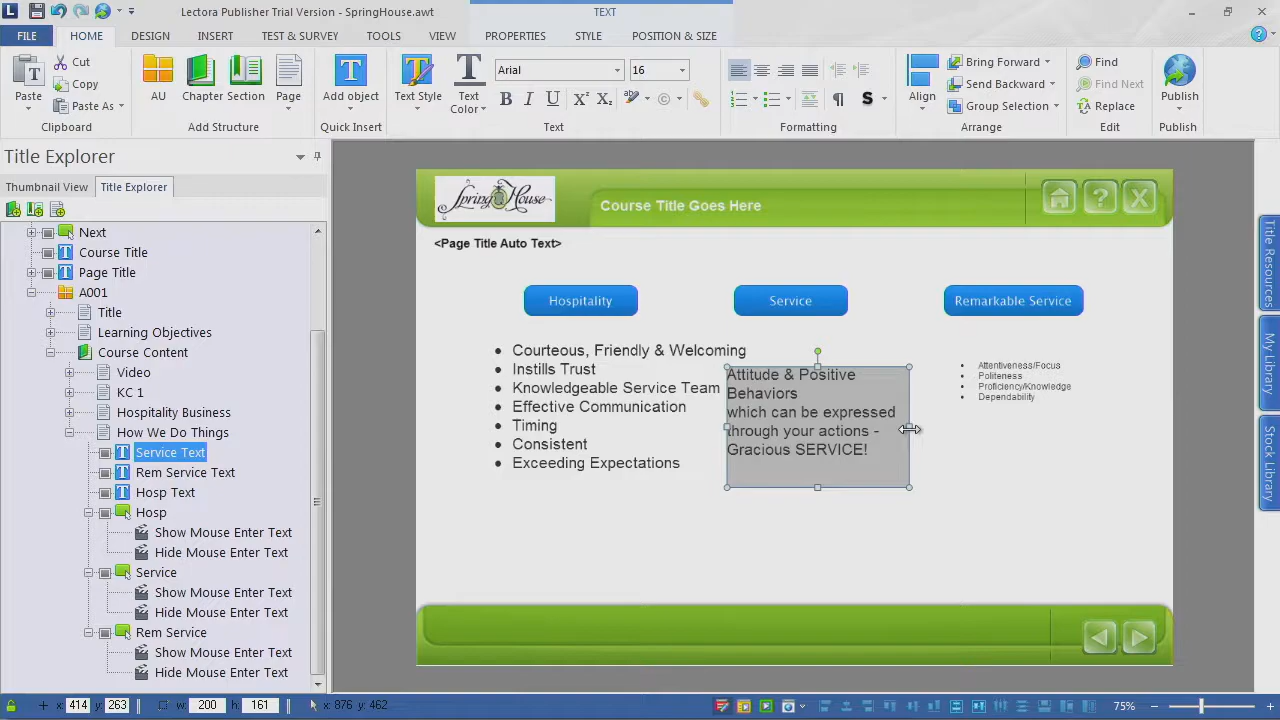 Lectora Publisher Trial Version - SpringHouse.awt
TEXT
FILE
HOME
DESIGN
INSERT
TEST & SURVEY
TOOLS
VIEW
PROPERTIES
STYLE
POSITION & SIZE
Paste
Cut
Copy
Paste As
Clipboard
AU
Chapter
Section
Page
Add Structure
Add object
Quick Insert
Text Style
Text Color
Arial
16
Text
Formatting
Align
Bring Forward
Send Backward
Group Selection
Arrange
Find
Find Next
Replace
Edit
Publish
Publish
Title Explorer
Thumbnail View
Title Explorer
Next
Course Title
Page Title
A001
Title
Learning Objectives
Course Content
Video
KC 1
Hospitality Business
How We Do Things
Service Text
Rem Service Text
Hosp Text
Hosp
Show Mouse Enter Text
Hide Mouse Enter Text
Service
Show Mouse Enter Text
Hide Mouse Enter Text
Rem Service
Show Mouse Enter Text
Hide Mouse Enter Text
Spring House
Course Title Goes Here
<Page Title Auto Text>
Hospitality
Service
Remarkable Service
Courteous, Friendly & Welcoming
Instills Trust
Knowledgeable Service Team
Effective Communication
Timing
Consistent
Exceeding Expectations
Attitude & Positive
Behaviors
which can be expressed
through your actions -
Gracious SERVICE!
Attentiveness/Focus
Politeness
Proficiency/Knowledge
Dependability
Title Resources
My Library
Stock Library
x: 414 y: 263
w: 200 h: 161
x: 876 y: 462
75%